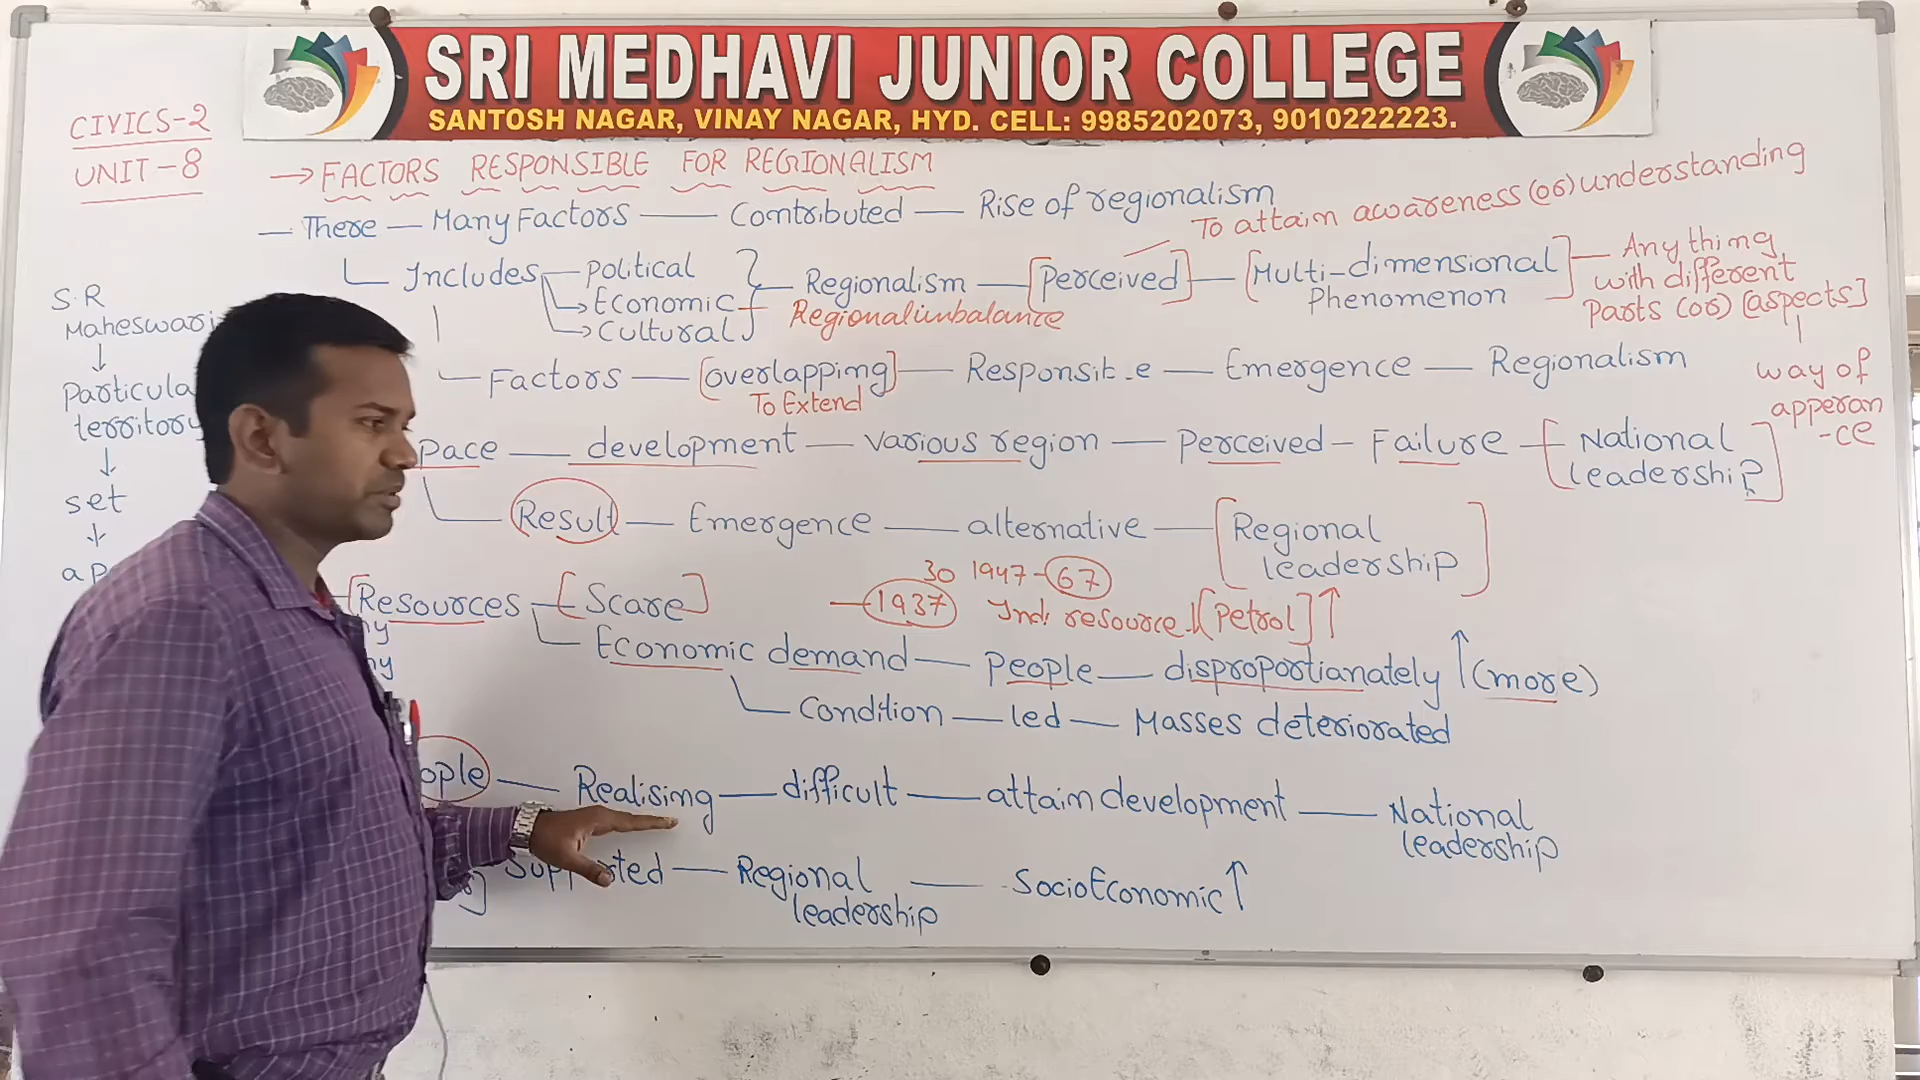 SRI MEDHAVI JUNIOR COLLEGE
SANTOSH NAGAR, VINAY NAGAR, HYD. CELL: 9985202073, 9010222223.
CIVICS-2
UNIT-8
→ FACTORS RESPONSIBLE FOR REGIONALISM
— There — Many Factors — Contributed — Rise of regionalism
To attain awareness (or) understanding
Includes — Political
→ Economic
→ Cultural
Regionalism — [Perceived] — [Multi-dimensional Phenomenon]
Regional imbalance
Any thing
with different
Parts (or) [aspects]
way of
apperan
-ce
Factors — [overlapping] — — Emergence — Regionalism
To Extend
Pace — development — various region — Perceived — Failure — [National leadership]
Result — Emergence — alternative — [Regional leadership]
30 1947-67
— 1937 Ind: resource [Petrol] ↑
[Resources — [Scare]
Economic demand — People — disproportianately ↑ (more)
Condition — led — Masses deteriorated
— Realising — difficult — attain development — National leadership
— Regional leadership — SocioEconomic ↑
S.R
Maheswari
↓
territory
↓
set
↓